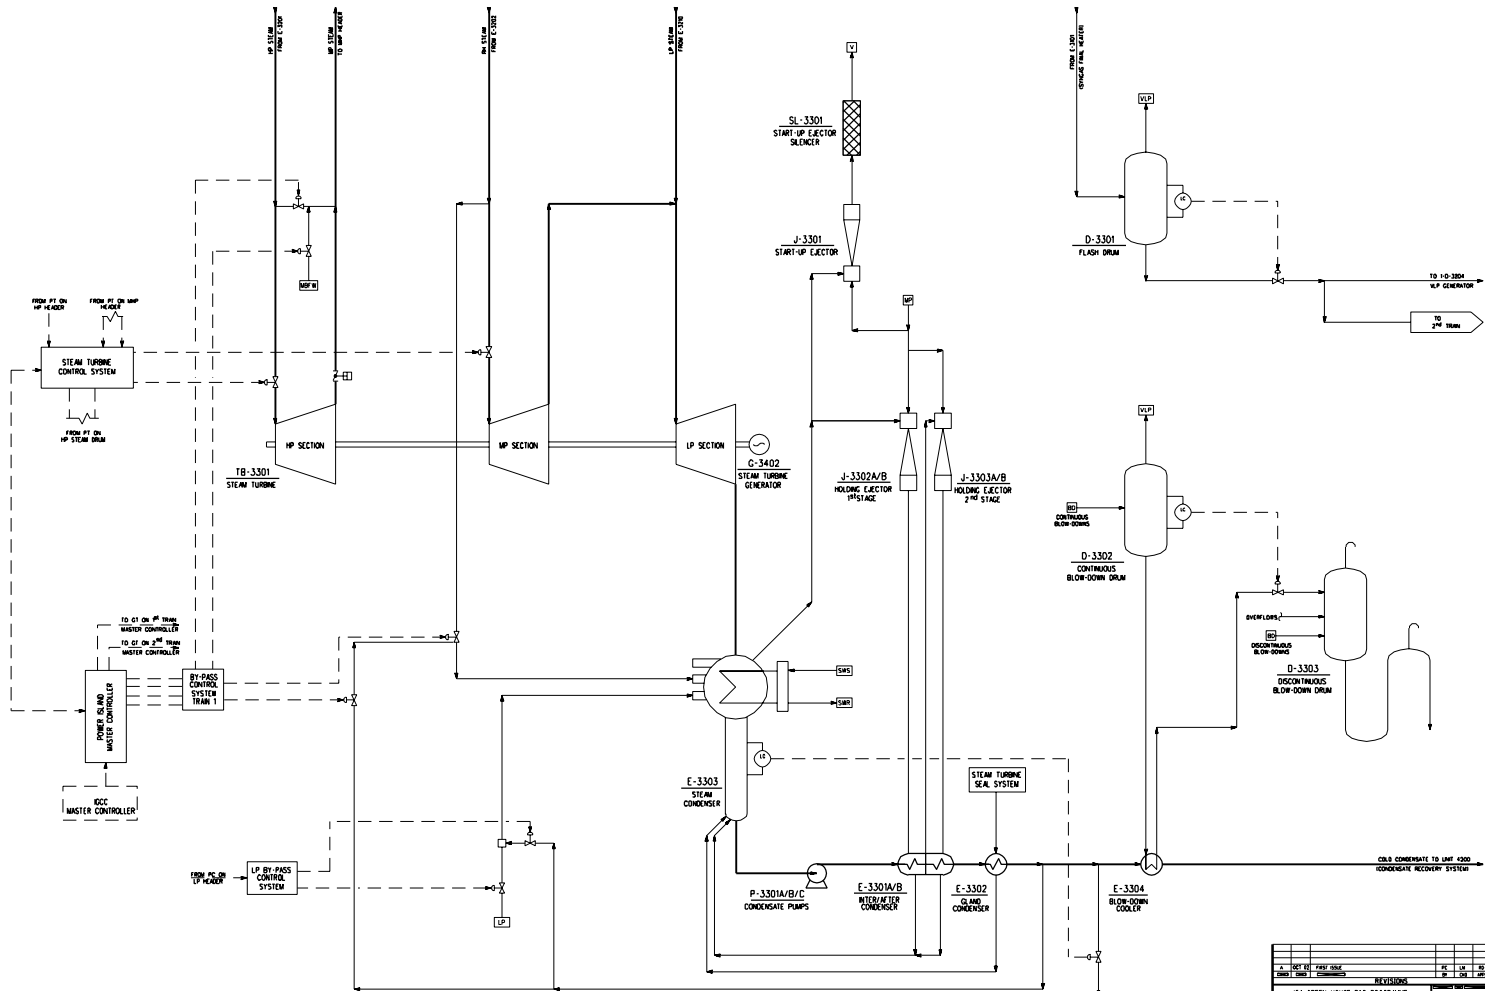 HP STEAM
FROM E-3201
MP STEAM
TO MHP HEADER
RH STEAM
FROM E-3202
LP STEAM
FROM E-3210
V
SL-3301
START-UP EJECTOR
SILENCER
J-3301
START-UP EJECTOR
MP
FROM E-3101
(SYNGAS FINAL HEATER)
VLP
LC
D-3301
FLASH DRUM
TO 1-D-3204
VLP GENERATOR
TO
2nd TRAIN
MBFW
FROM PT ON
HP HEADER
FROM PT ON MHP
HEADER
STEAM TURBINE
CONTROL SYSTEM
FROM PT ON
HP STEAM DRUM
HP SECTION
MP SECTION
LP SECTION
TB-3301
STEAM TURBINE
G-3402
STEAM TURBINE
GENERATOR
J-3302A/B
HOLDING EJECTOR
1st STAGE
J-3303A/B
HOLDING EJECTOR
2nd STAGE
VLP
BD
CONTINUOUS
BLOW-DOWNS
LC
D-3302
CONTINUOUS
BLOW-DOWN DRUM
OVERFLOWS
BD
DISCONTINUOUS
BLOW-DOWNS
D-3303
DISCONTINUOUS
BLOW-DOWN DRUM
TO GT ON 1st TRAIN
MASTER CONTROLLER
TO GT ON 2nd TRAIN
MASTER CONTROLLER
POWER ISLAND
MASTER CONTROLLER
BY-PASS
CONTROL
SYSTEM
TRAIN 1
IGCC
MASTER CONTROLLER
SWS
SWR
LC
E-3303
STEAM
CONDENSER
STEAM TURBINE
SEAL SYSTEM
FROM PC ON
LP HEADER
LP BY-PASS
CONTROL
SYSTEM
LP
P-3301A/B/C
CONDENSATE PUMPS
E-3301A/B
INTER/AFTER
CONDENSER
E-3302
GLAND
CONDENSER
E-3304
BLOW-DOWN
COOLER
COLD CONDENSATE TO UNIT 4200
(CONDENSATE RECOVERY SYSTEM)
A OCT 02 FIRST ISSUE PC LM
REVISIONS